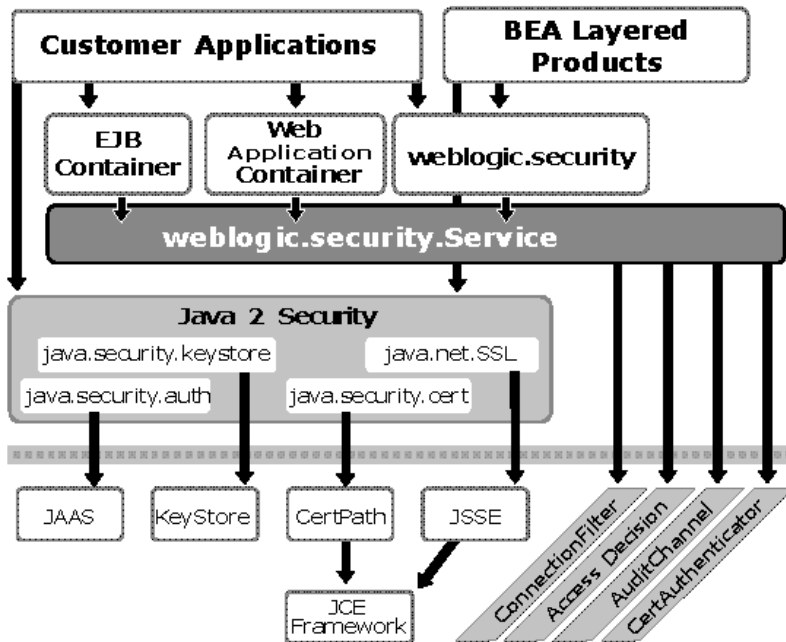 Customer Applications
BEA Layered
Products
EJB
Container
Web
Application
Container
weblogic.security
weblogic.security.Service
Java 2 Security
java.security.keystore
java.net.SSL
java.security.auth
java.security.cert
JAAS
KeyStore
CertPath
JSSE
JCE
Framework
ConnectionFilter
Access Decision
AuditChannel
CertAuthenticator